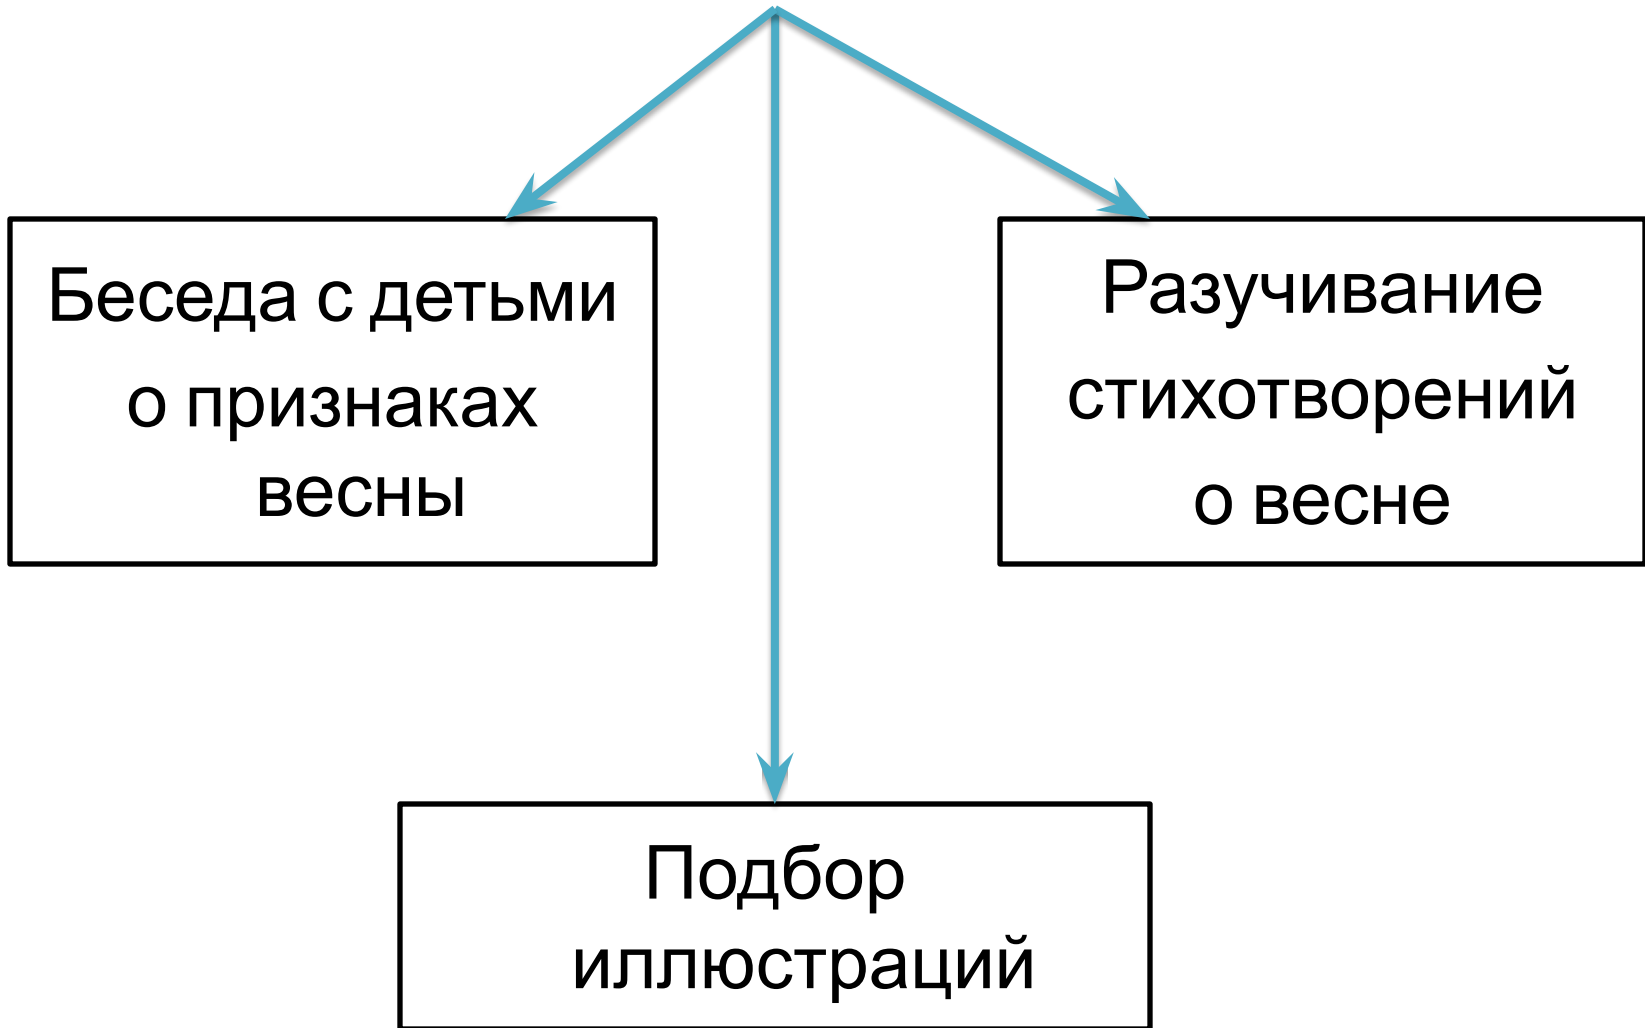 Беседа с детьми
о признаках
весны
Разучивание
стихотворений
о весне
Подбор
иллюстраций